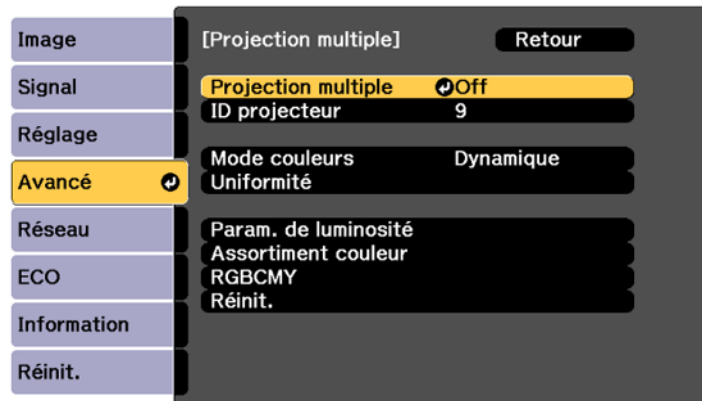 Image
Signal
Réglage
Avancé
Réseau
ECO
Information
Réinit.
[Projection multiple] Retour
Projection multiple Off
ID projecteur 9
Mode couleurs Dynamique
Uniformité
Param. de luminosité
Assortiment couleur
RGBCMY
Réinit.